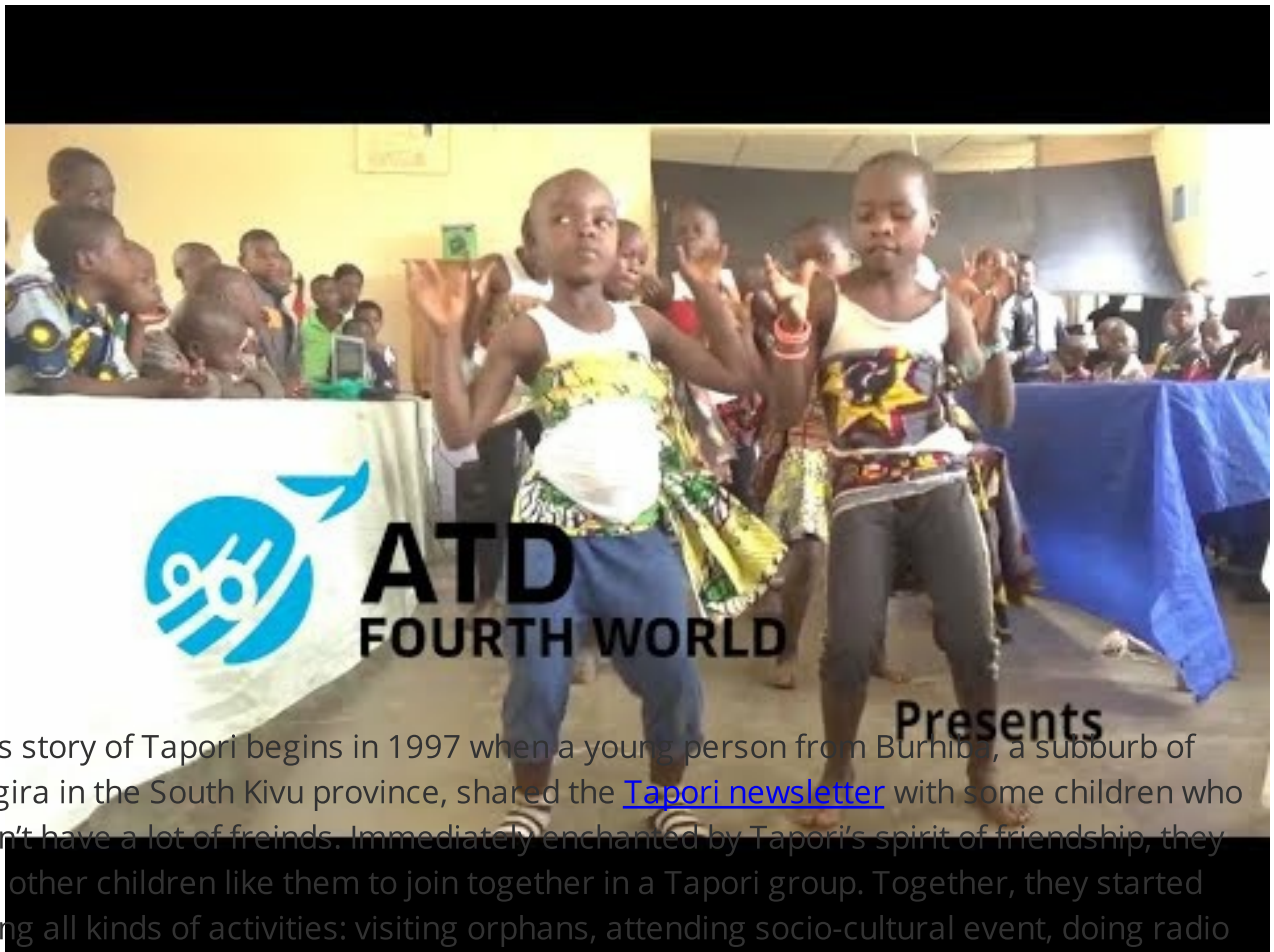 ATD
FOURTH WORLD
Presents
s story of Tapori begins in 1997 when a young person from Burhiba, a subburb of
gira in the South Kivu province, shared the Tapori newsletter with some children who
n’t have a lot of freinds. Immediately enchanted by Tapori’s spirit of friendship, they
other children like them to join together in a Tapori group. Together, they started
ng all kinds of activities: visiting orphans, attending socio-cultural event, doing radio